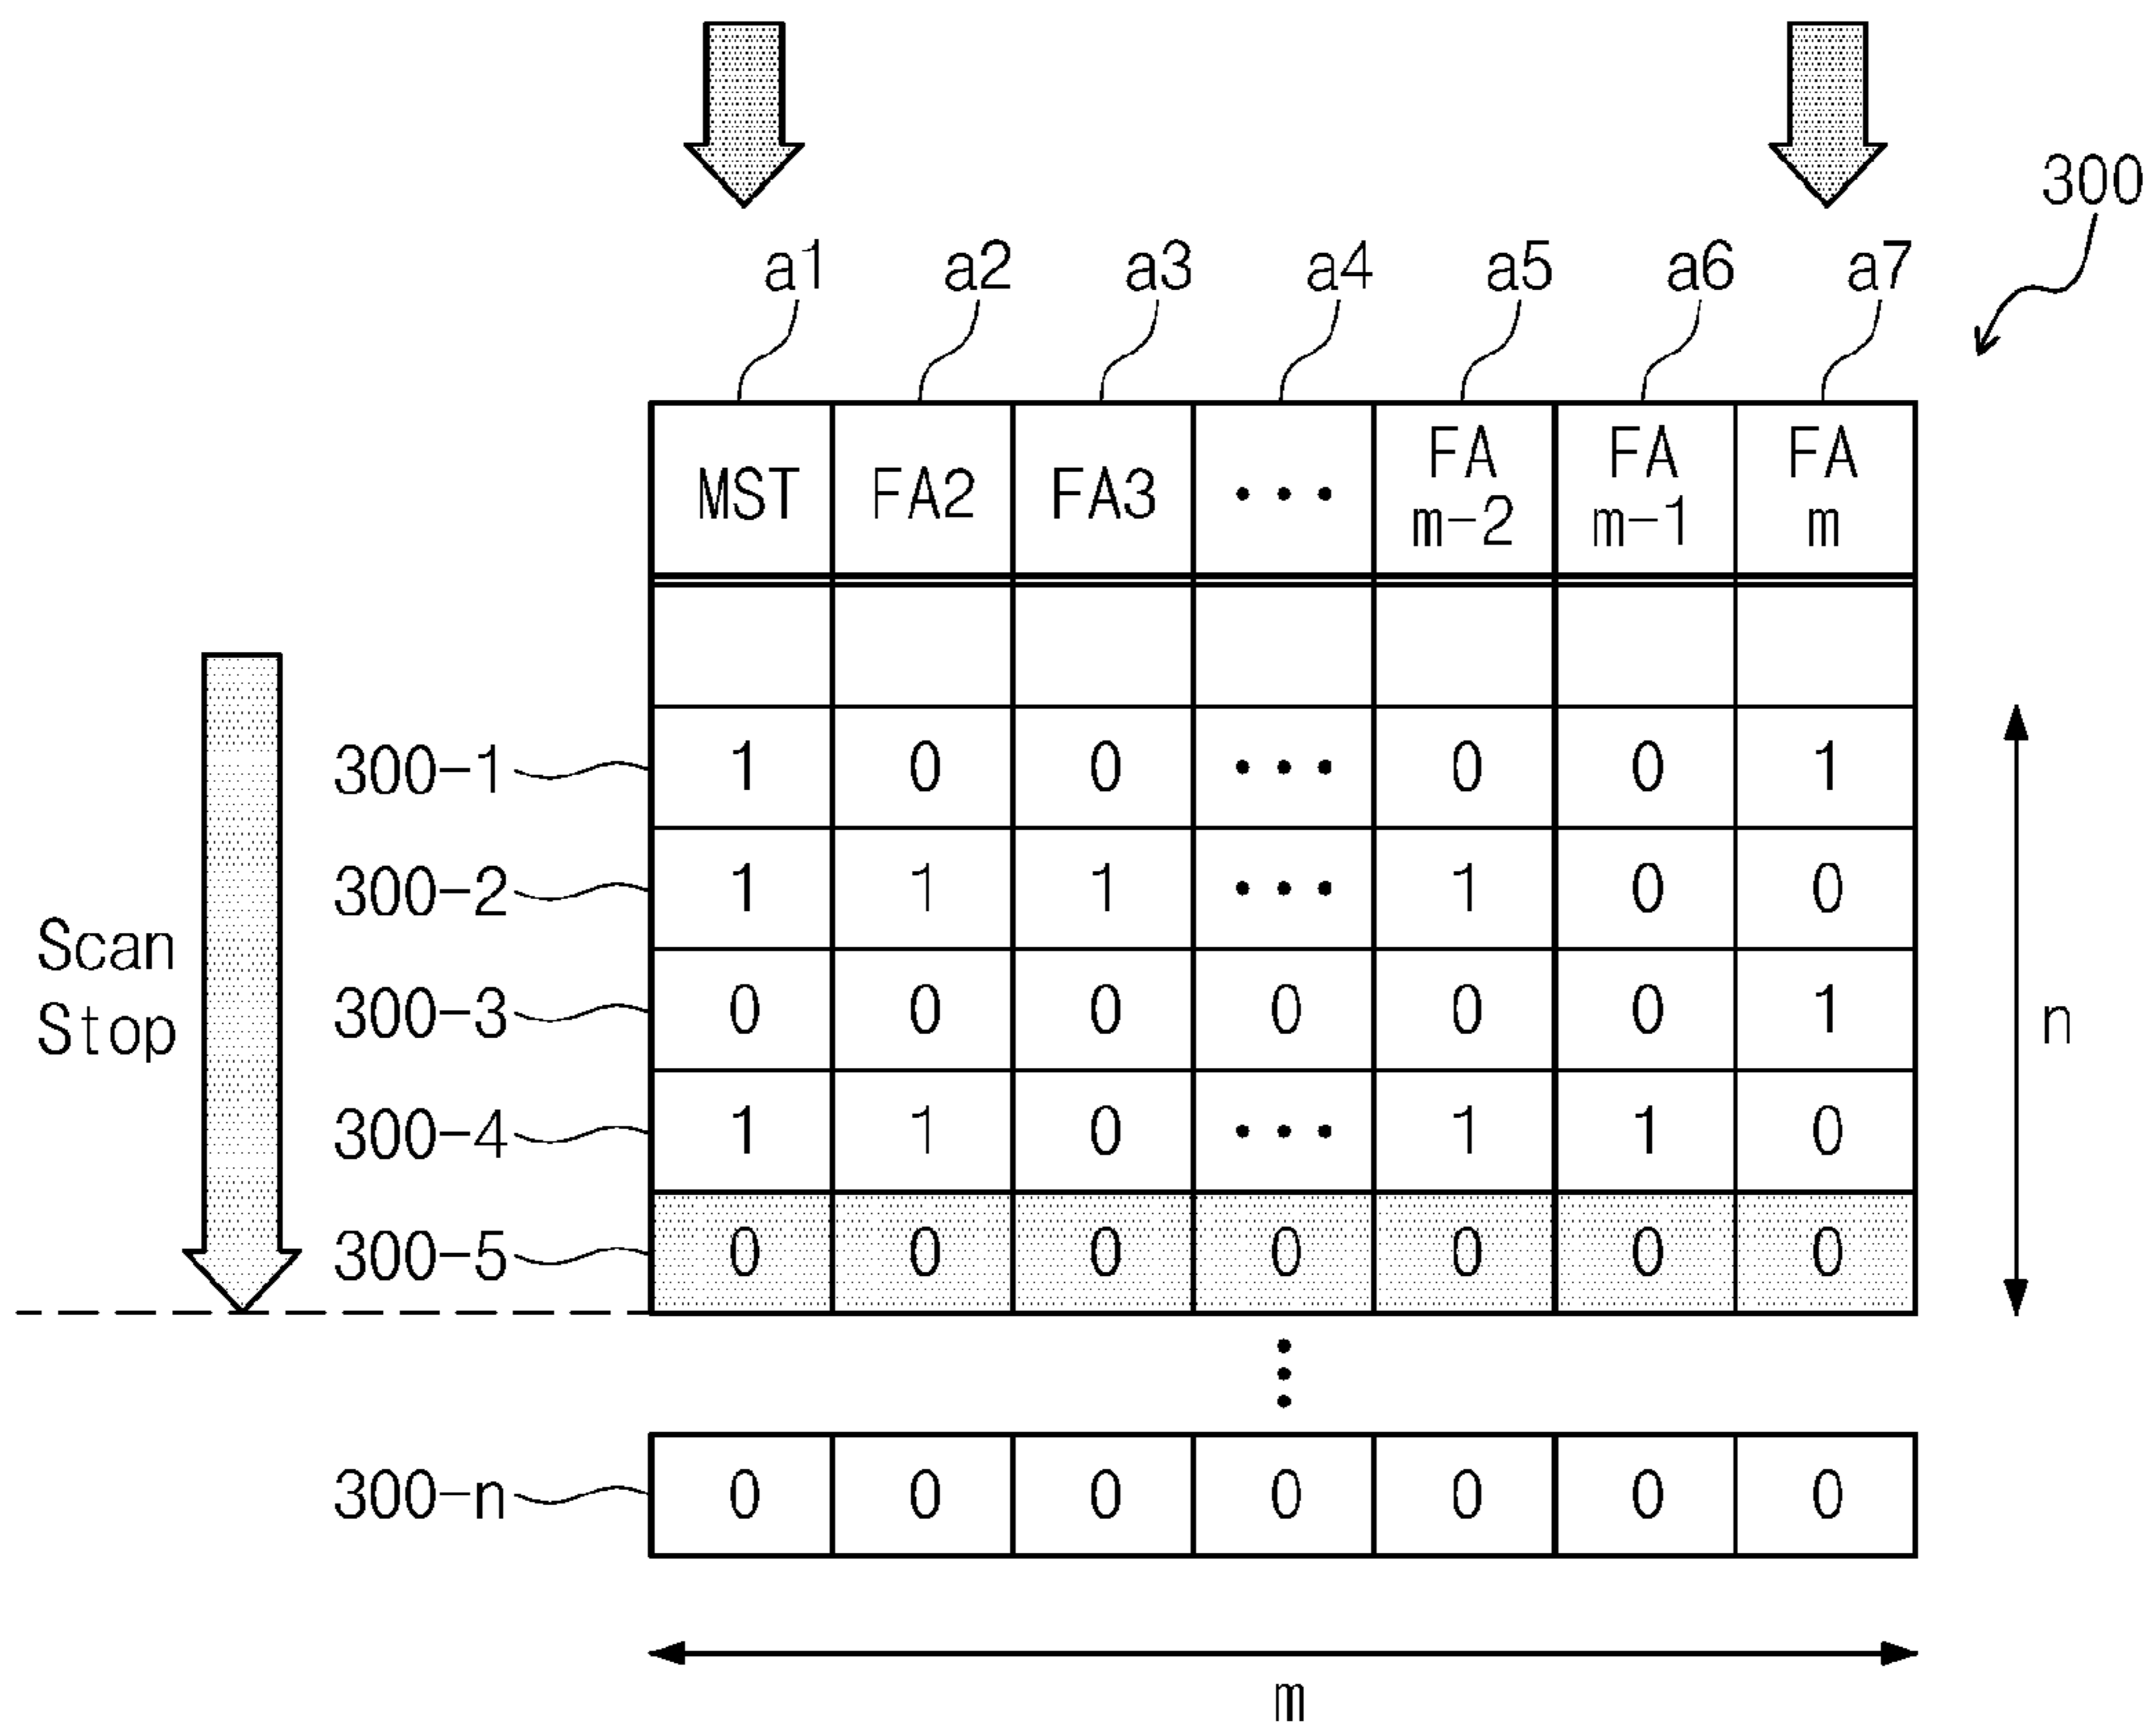 300
a1 a2 a3 a4 a5 a6 a7
MST FA2 FA3 ••• FA m-2 FA m-1 FA m
300-1 1 0 0 ••• 0 0 1
300-2 1 1 1 ••• 1 0 0
300-3 0 0 0 0 0 0 1
300-4 1 1 0 ••• 1 1 0
300-5 0 0 0 0 0 0 0
Scan
Stop
n
300-n 0 0 0 0 0 0 0
m